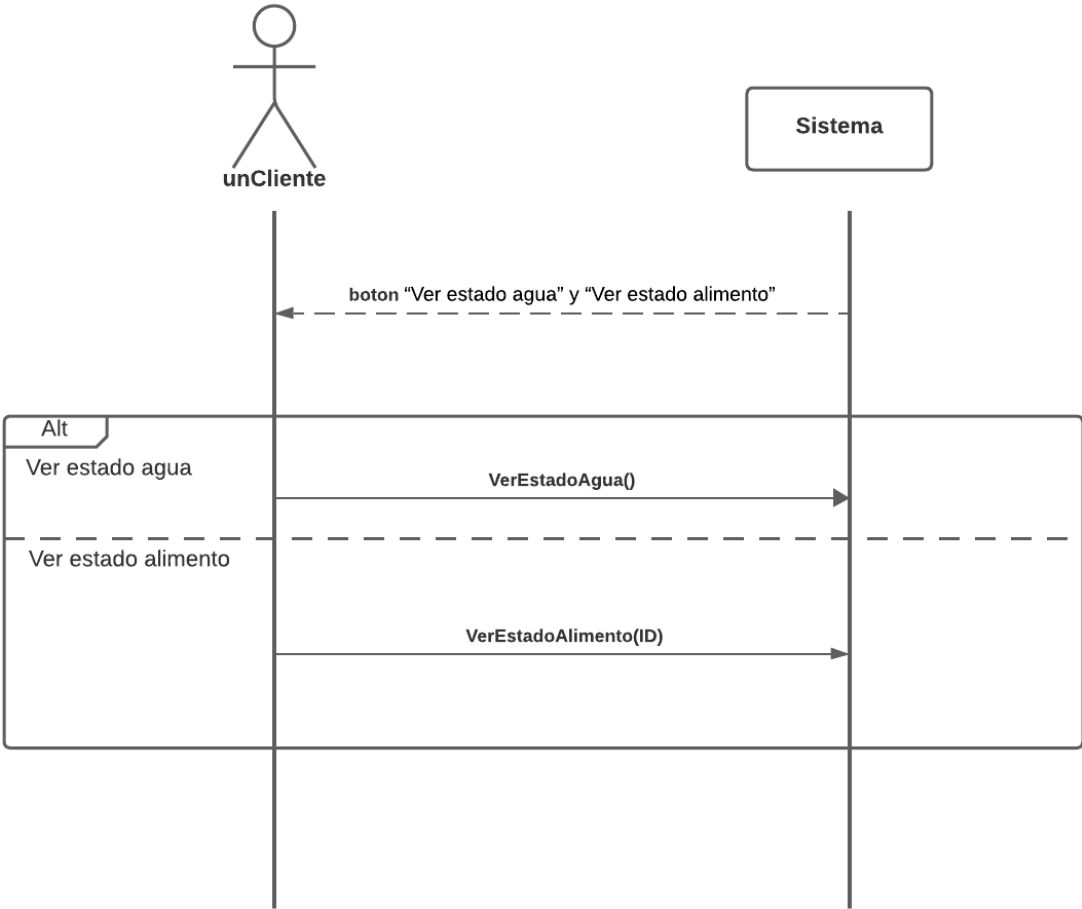 Sistema
unCliente
boton “Ver estado agua” y “Ver estado alimento”
Alt
Ver estado agua
VerEstadoAgua()
Ver estado alimento
VerEstadoAlimento(ID)